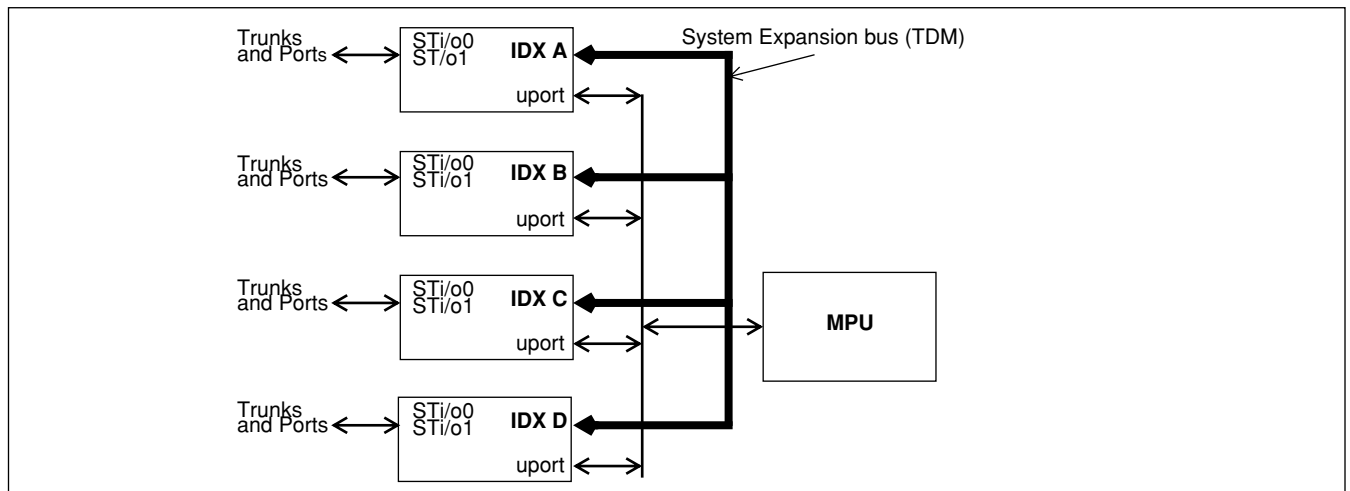 System Expansion bus (TDM)
Trunks
and Ports
STi/o0
ST/o1
IDX A
uport
Trunks
and Ports
STi/o0
STi/o1
IDX B
uport
Trunks
and Ports
STi/o0
STi/o1
IDX C
uport
MPU
Trunks
and Ports
STi/o0
STi/o1
IDX D
uport